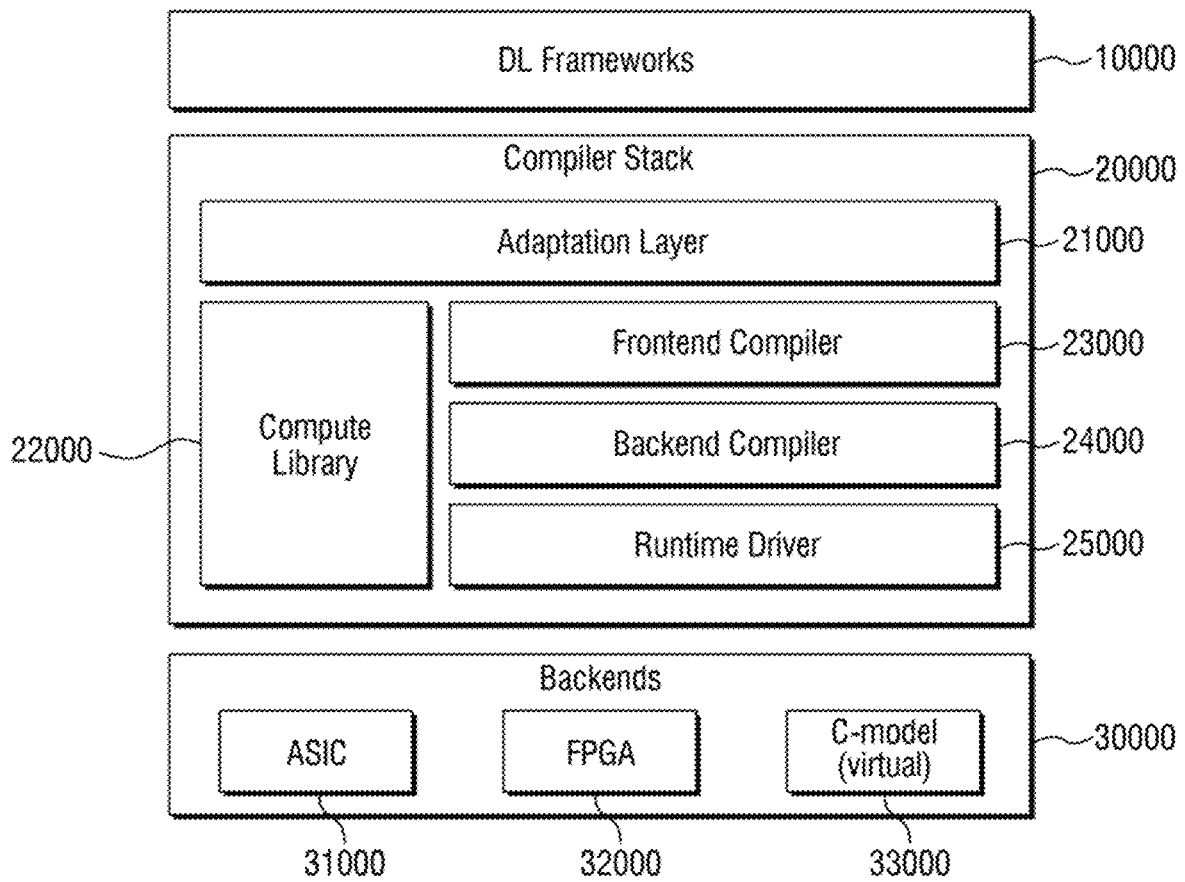 DL Frameworks
10000
Compiler Stack
20000
Adaptation Layer
21000
Frontend Compiler
23000
22000
Compute
Library
Backend Compiler
24000
Runtime Driver
25000
Backends
ASIC
FPGA
C-model
(virtual)
30000
31000
32000
33000